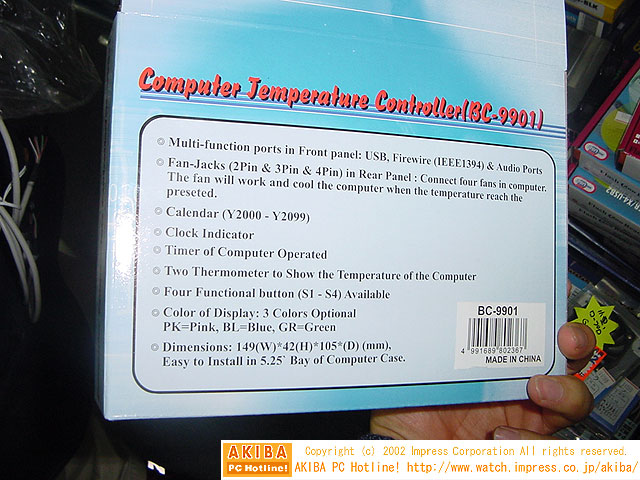 Computer Temperature Controller(BC-9901)
◎ Multi-function ports in Front panel: USB, Firewire (IEEE1394) & Audio Ports
◎ Fan-Jacks (2Pin & 3Pin & 4Pin) in Rear Panel : Connect four fans in computer.
The fan will work and cool the computer when the temperature reach the
preseted.
◎ Calendar (Y2000 - Y2099)
◎ Clock Indicator
◎ Timer of Computer Operated
◎ Two Thermometer to Show the Temperature of the Computer
◎ Four Functional button (S1 - S4) Available
◎ Color of Display: 3 Colors Optional
PK=Pink, BL=Blue, GR=Green
◎ Dimensions: 149(W)*42(H)*105*(D) (mm),
Easy to Install in 5.25` Bay of Computer Case.
BC-9901
4 991689 802367
MADE IN CHINA
AKIBA
PC Hotline!
Copyright (c) 2002 Impress Corporation All rights reserved.
AKIBA PC Hotline! http://www.watch.impress.co.jp/akiba/